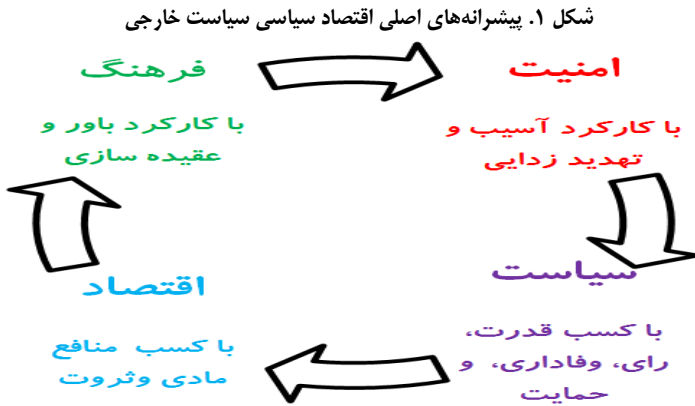 شکل ۱. پیشرانه‌های اصلی اقتصاد سیاسی سیاست خارجی
امنیت
با کارکرد آسیب و
تهدید زدایی
فرهنگ
با کارکرد باور و
عقیده سازی
سیاست
با کسب قدرت،
رای، وفاداری، و
حمایت
اقتصاد
با کسب منافع
مادی وثروت